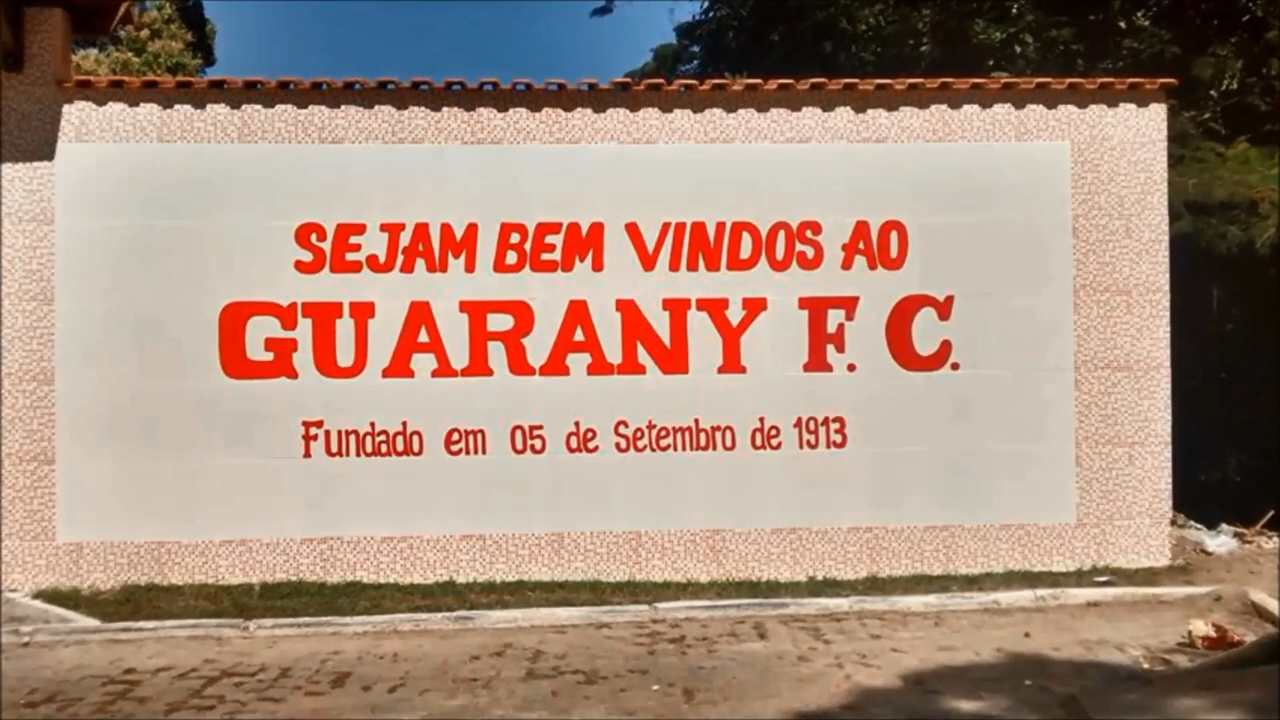 SEJAM BEM VINDOS AO
GUARANY F. C.
Fundado em 05 de Setembro de 1913